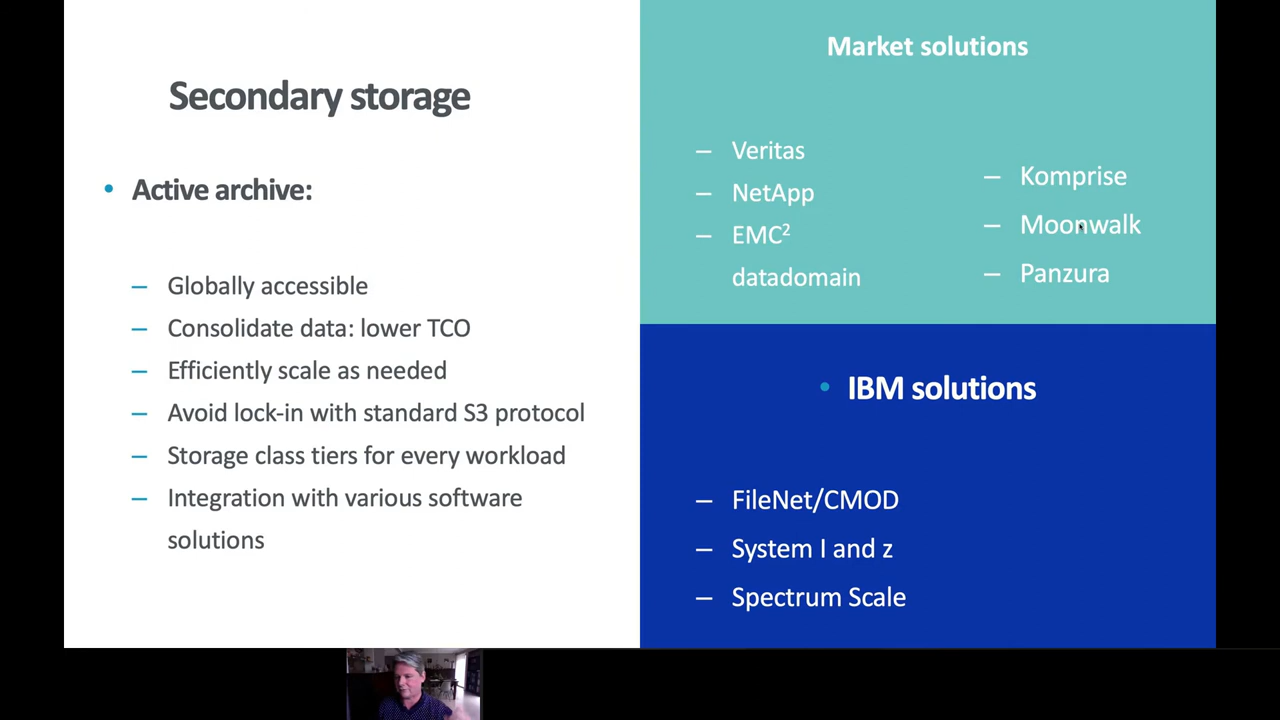 Secondary storage
• Active archive:
– Globally accessible
– Consolidate data: lower TCO
– Efficiently scale as needed
– Avoid lock-in with standard S3 protocol
– Storage class tiers for every workload
– Integration with various software
solutions
Market solutions
– Veritas
– NetApp
– EMC²
datadomain
– Komprise
– Moonwalk
– Panzura
• IBM solutions
– FileNet/CMOD
– System I and z
– Spectrum Scale